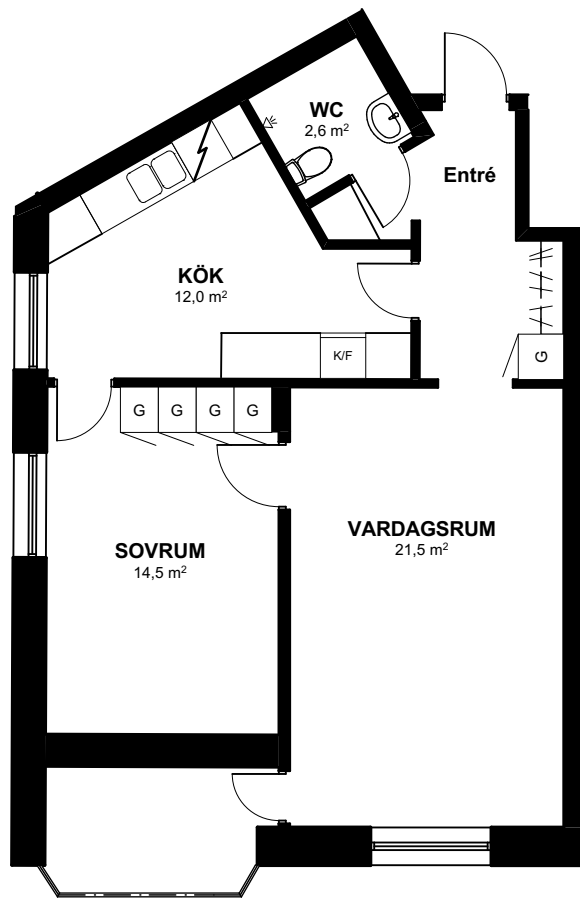 WC
2,6 m²
Entré
KÖK
12,0 m²
K/F
G
G
G
G
G
VARDAGSRUM
21,5 m²
SOVRUM
14,5 m²